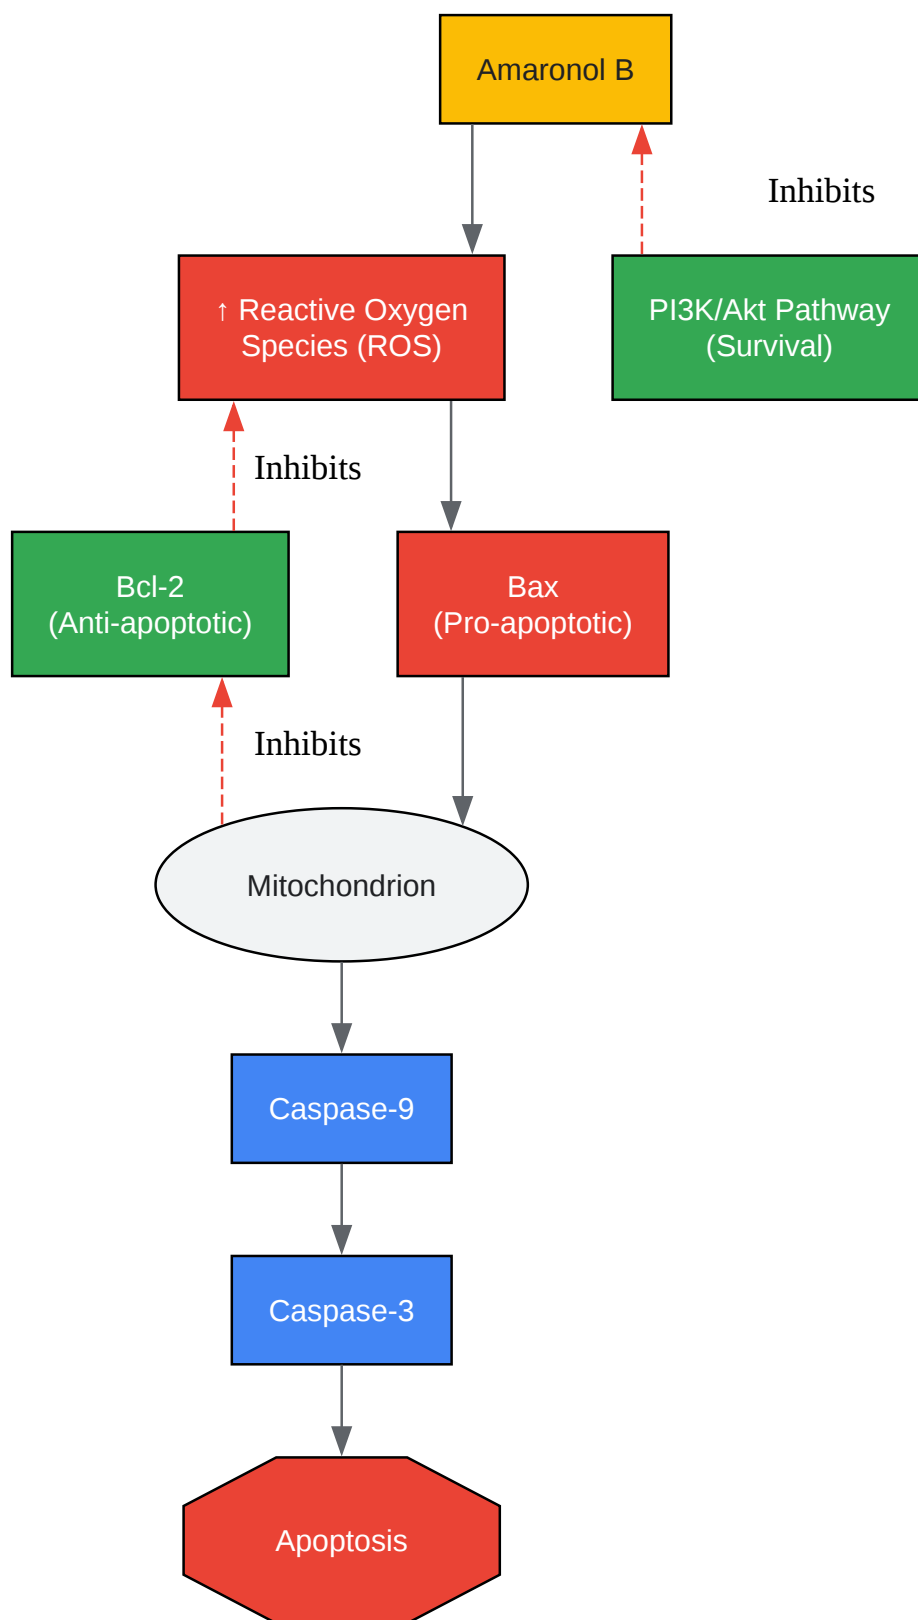 Amaronol B
Inhibits
↑ Reactive Oxygen
Species (ROS)
PI3K/Akt Pathway
(Survival)
Inhibits
Bcl-2
(Anti-apoptotic)
Bax
(Pro-apoptotic)
Inhibits
Mitochondrion
Caspase-9
Caspase-3
Apoptosis